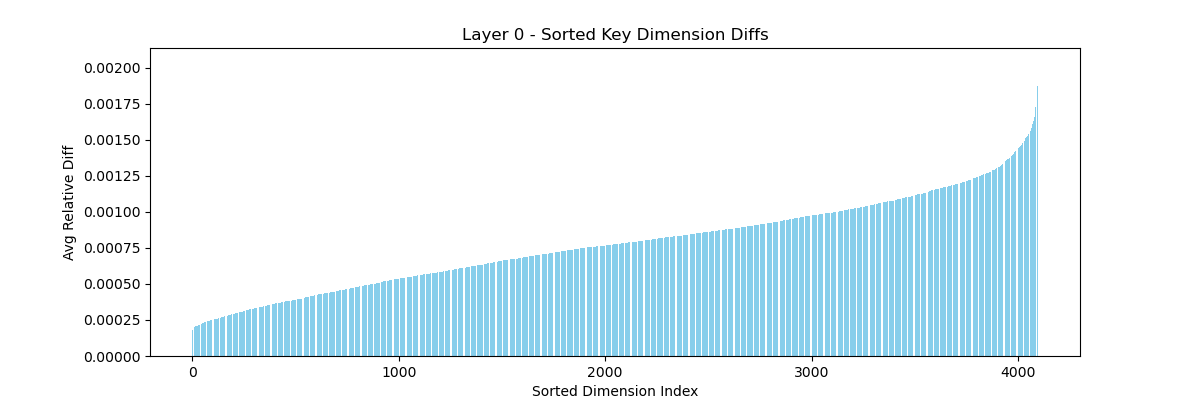 Layer 0 - Sorted Key Dimension Diffs
0.00200
0.00175
0.00150
0.00125
0.00100
0.00075
0.00050
0.00025
0.00000
Avg Relative Diff
0 1000 2000 3000 4000
Sorted Dimension Index